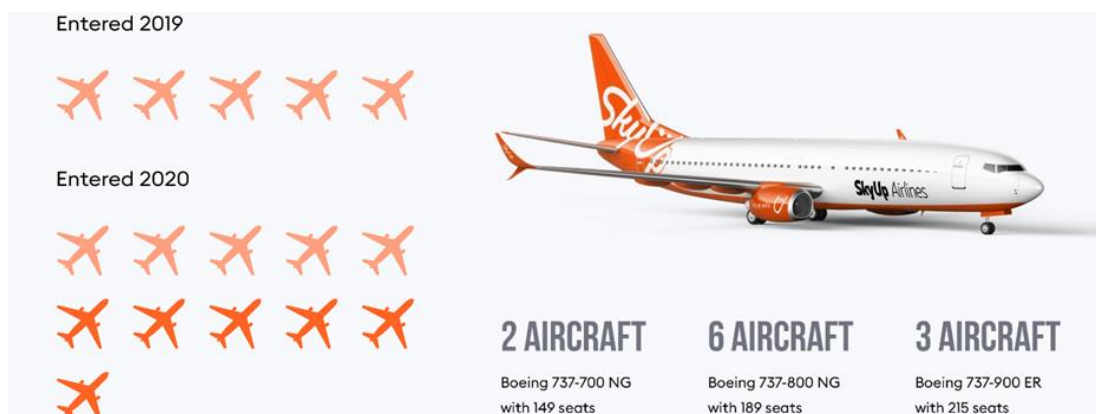 Entered 2019
Entered 2020
SkyUp
SkyUp Airlines
2 AIRCRAFT
Boeing 737-700 NG
with 149 seats
6 AIRCRAFT
Boeing 737-800 NG
with 189 seats
3 AIRCRAFT
Boeing 737-900 ER
with 215 seats